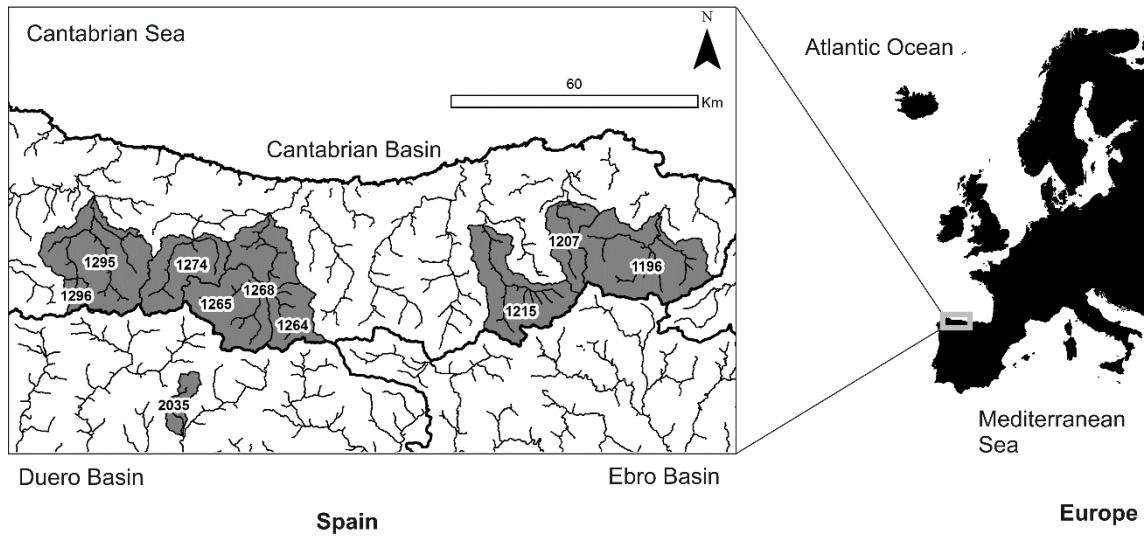 Cantabrian Sea
N
60
Km
Cantabrian Basin
1207
1295
1274
1196
1296
1265
1268
1264
1215
2035
Duero Basin
Ebro Basin
Spain
Atlantic Ocean
Mediterranean
Sea
Europe